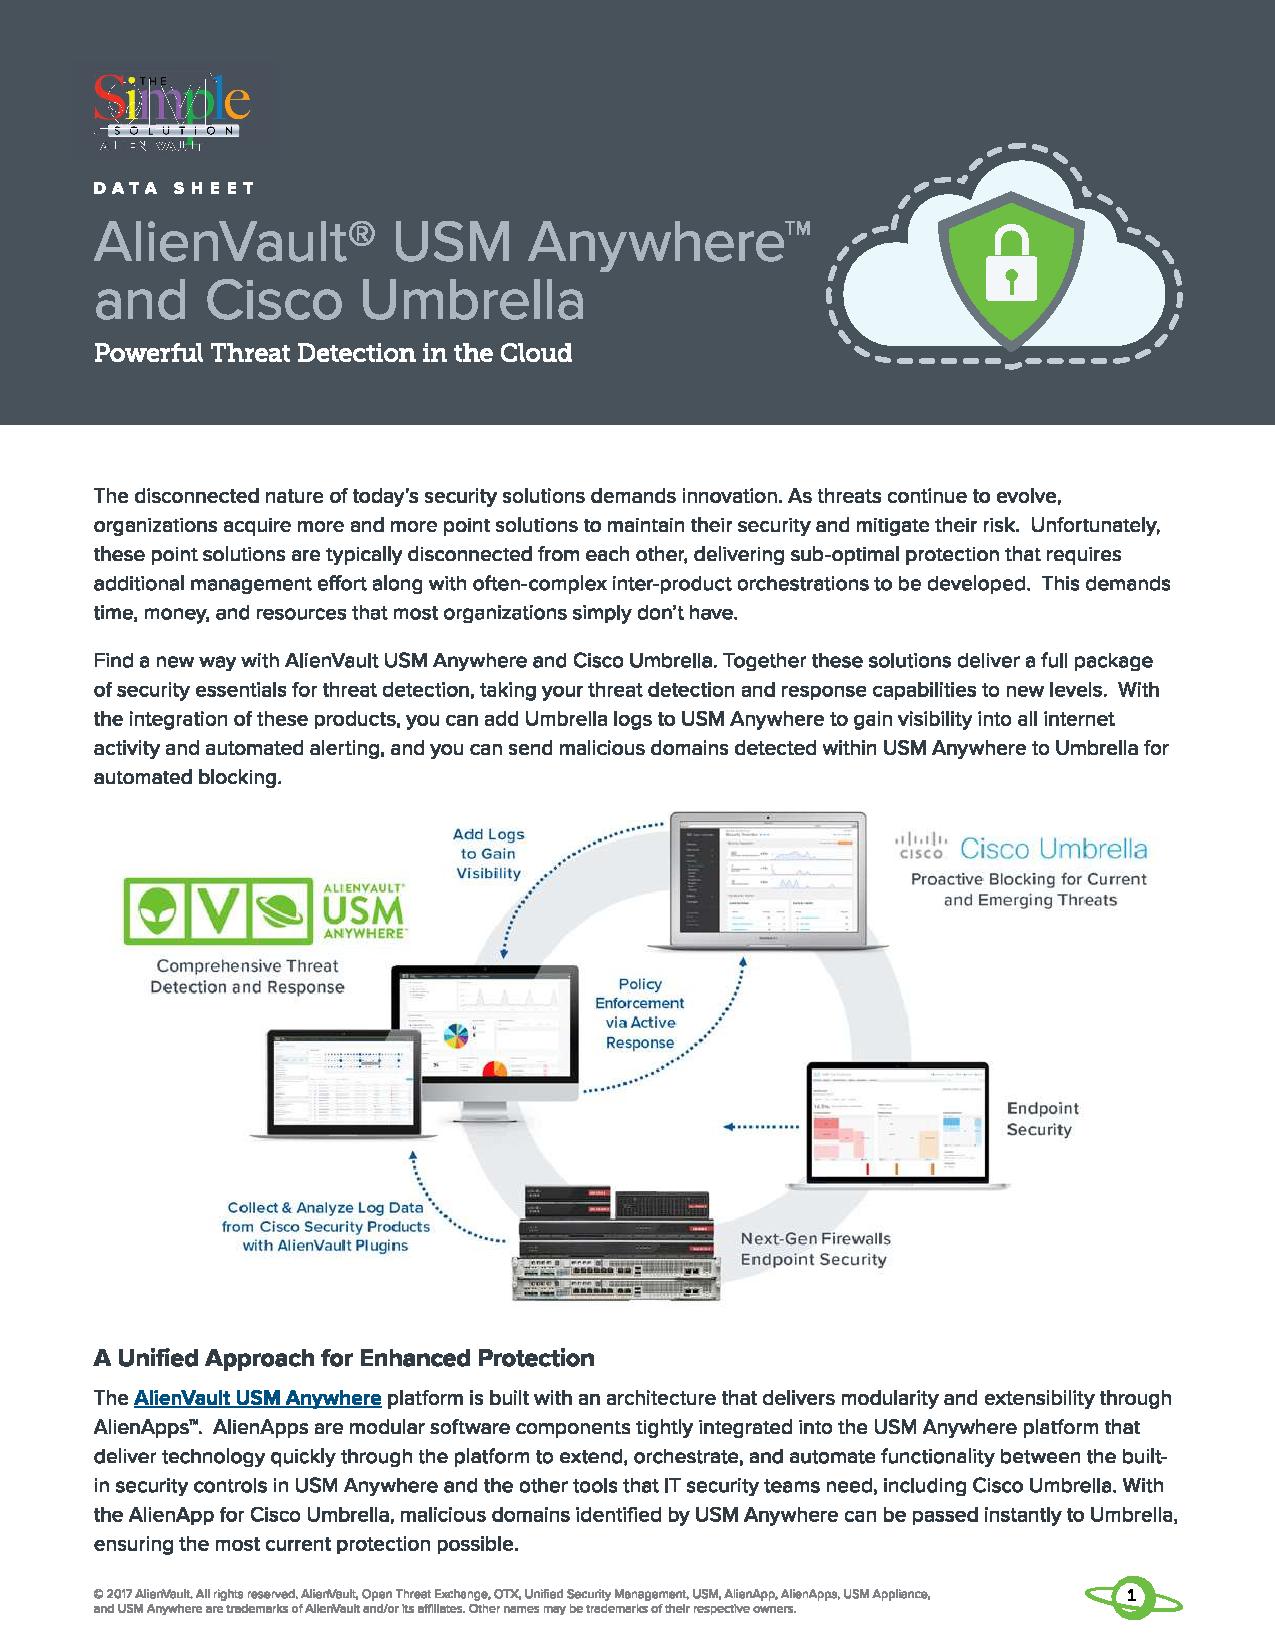 THE
Simple
SOLUTION
ALIEN VAULT
DATA SHEET
AlienVault® USM Anywhere™
and Cisco Umbrella
Powerful Threat Detection in the Cloud
The disconnected nature of today's security solutions demands innovation. As threats continue to evolve,
organizations acquire more and more point solutions to maintain their security and mitigate their risk.  Unfortunately,
these point solutions are typically disconnected from each other, delivering sub-optimal protection that requires
additional management effort along with often-complex inter-product orchestrations to be developed.  This demands
time, money, and resources that most organizations simply don't have.
Find a new way with AlienVault USM Anywhere and Cisco Umbrella. Together these solutions deliver a full package
of security essentials for threat detection, taking your threat detection and response capabilities to new levels.  With
the integration of these products, you can add Umbrella logs to USM Anywhere to gain visibility into all internet
activity and automated alerting, and you can send malicious domains detected within USM Anywhere to Umbrella for
automated blocking.
Add Logs
to Gain
Visibility
CISCO Cisco Umbrella
Proactive Blocking for Current
and Emerging Threats
V
ALIENVAULT
USM
ANYWHERE
Comprehensive Threat
Detection and Response
Policy
Enforcement
via Active
Response
Endpoint
Security
Collect & Analyze Log Data
from Cisco Security Products
with AlienVault Plugins
Next-Gen Firewalls
Endpoint Security
A Unified Approach for Enhanced Protection
The AlienVault USM Anywhere platform is built with an architecture that delivers modularity and extensibility through
AlienApps™.  AlienApps are modular software components tightly integrated into the USM Anywhere platform that
deliver technology quickly through the platform to extend, orchestrate, and automate functionality between the built-
in security controls in USM Anywhere and the other tools that IT security teams need, including Cisco Umbrella. With
the AlienApp for Cisco Umbrella, malicious domains identified by USM Anywhere can be passed instantly to Umbrella,
ensuring the most current protection possible.
© 2017 AlienVault. All rights reserved. AlienVault, Open Threat Exchange, OTX, Unified Security Management, USM, AlienApp, AlienApps, USM Appliance,
and USM Anywhere are trademarks of AlienVault and/or its affiliates. Other names may be trademarks of their respective owners.
1